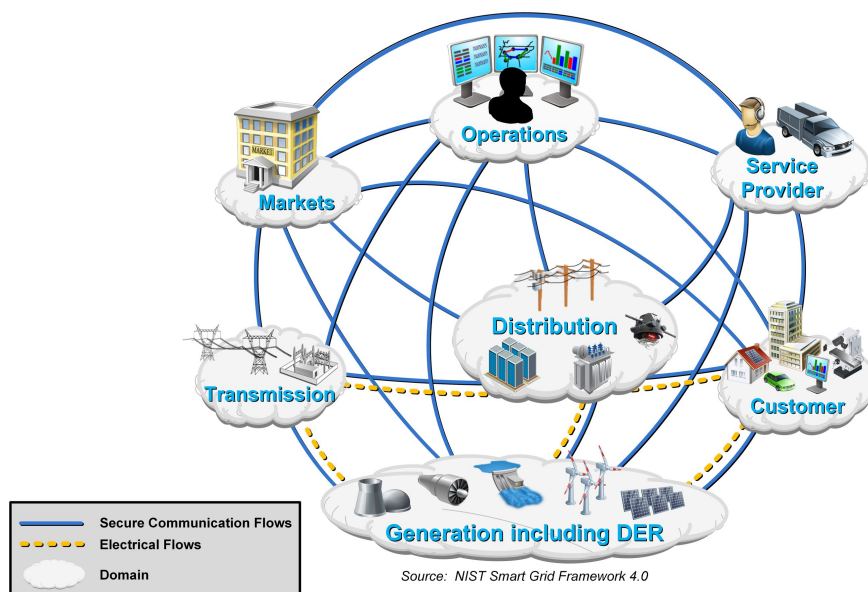 Operations
MARKET
Markets
Service
Provider
Distribution
Transmission
Customer
Generation including DER
Secure Communication Flows
Electrical Flows
Domain
Source: NIST Smart Grid Framework 4.0